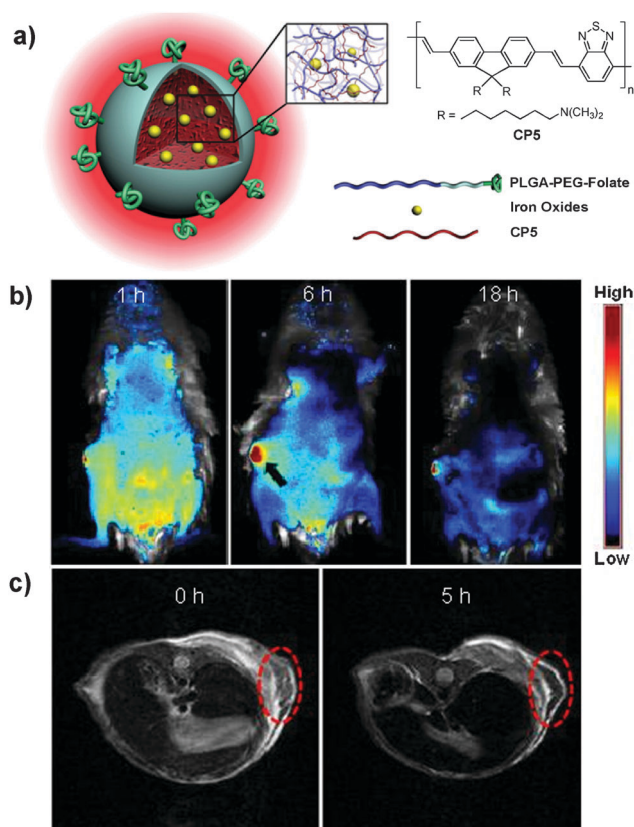 a)
N
S
N
R
R
n
R =
N(CH₃)₂
CP5
PLGA-PEG-Folate
Iron Oxides
CP5
b)
1 h
6 h
18 h
High
Low
c)
0 h
5 h